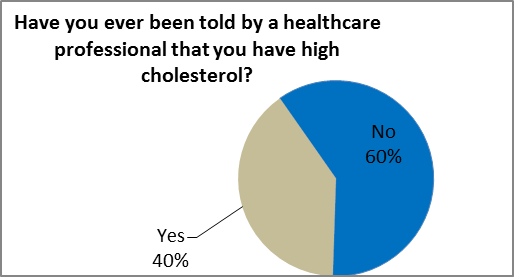 Have you ever been told by a healthcare
professional that you have high
cholesterol?
No
60%
Yes
40%